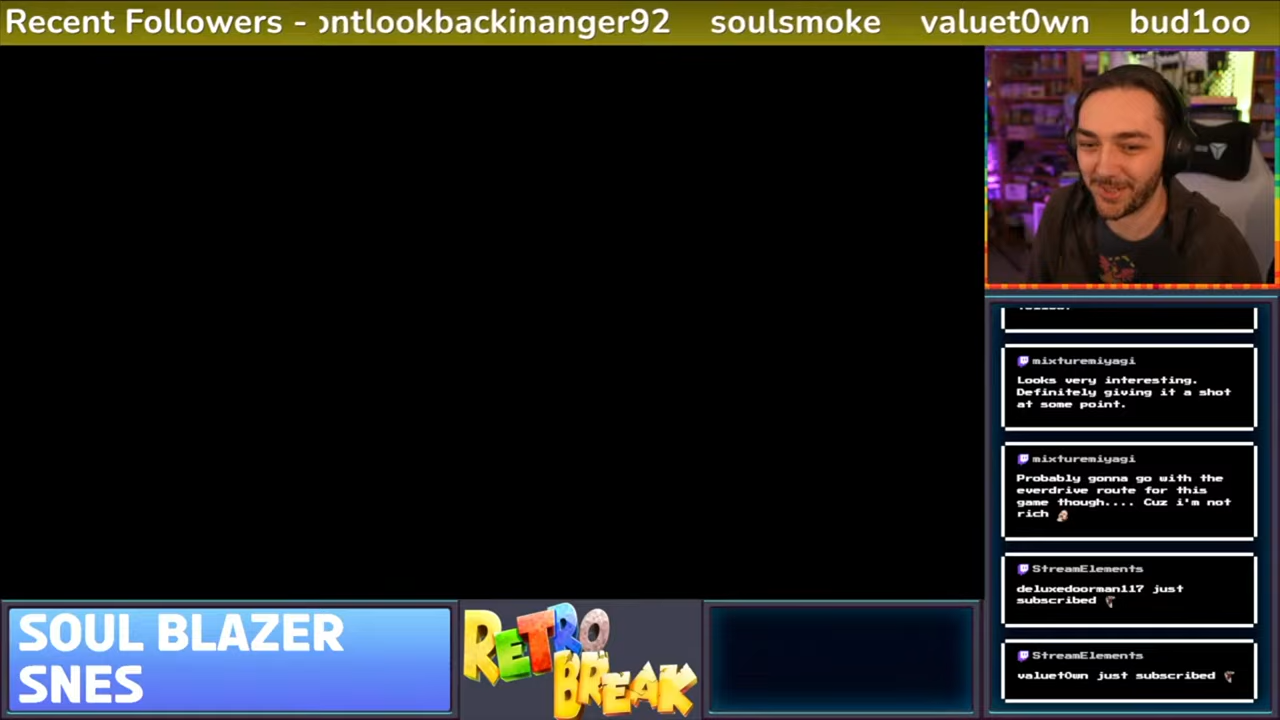 Recent Followers - ontlookbackinanger92 soulsmoke valuet0wn bud1oo
mixturemiyagi
Looks very interesting.
Definitely giving it a shot
at some point.
mixturemiyagi
Probably gonna go with the
everdrive route for this
game though.... Cuz i'm not
rich
StreamElements
deluxedoorman117 just
subscribed
StreamElements
valuet0wn just subscribed
SOUL BLAZER
SNES
RETRO
BREAK